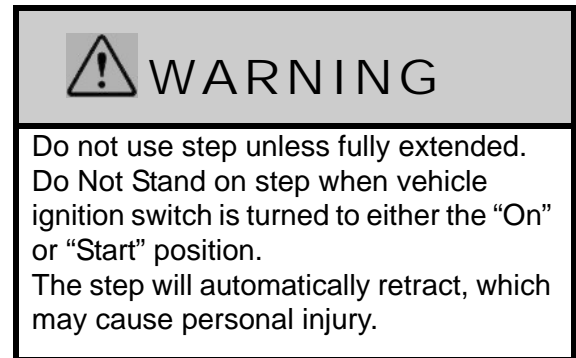 WARNING
Do not use step unless fully extended.
Do Not Stand on step when vehicle
ignition switch is turned to either the “On”
or “Start” position.
The step will automatically retract, which
may cause personal injury.